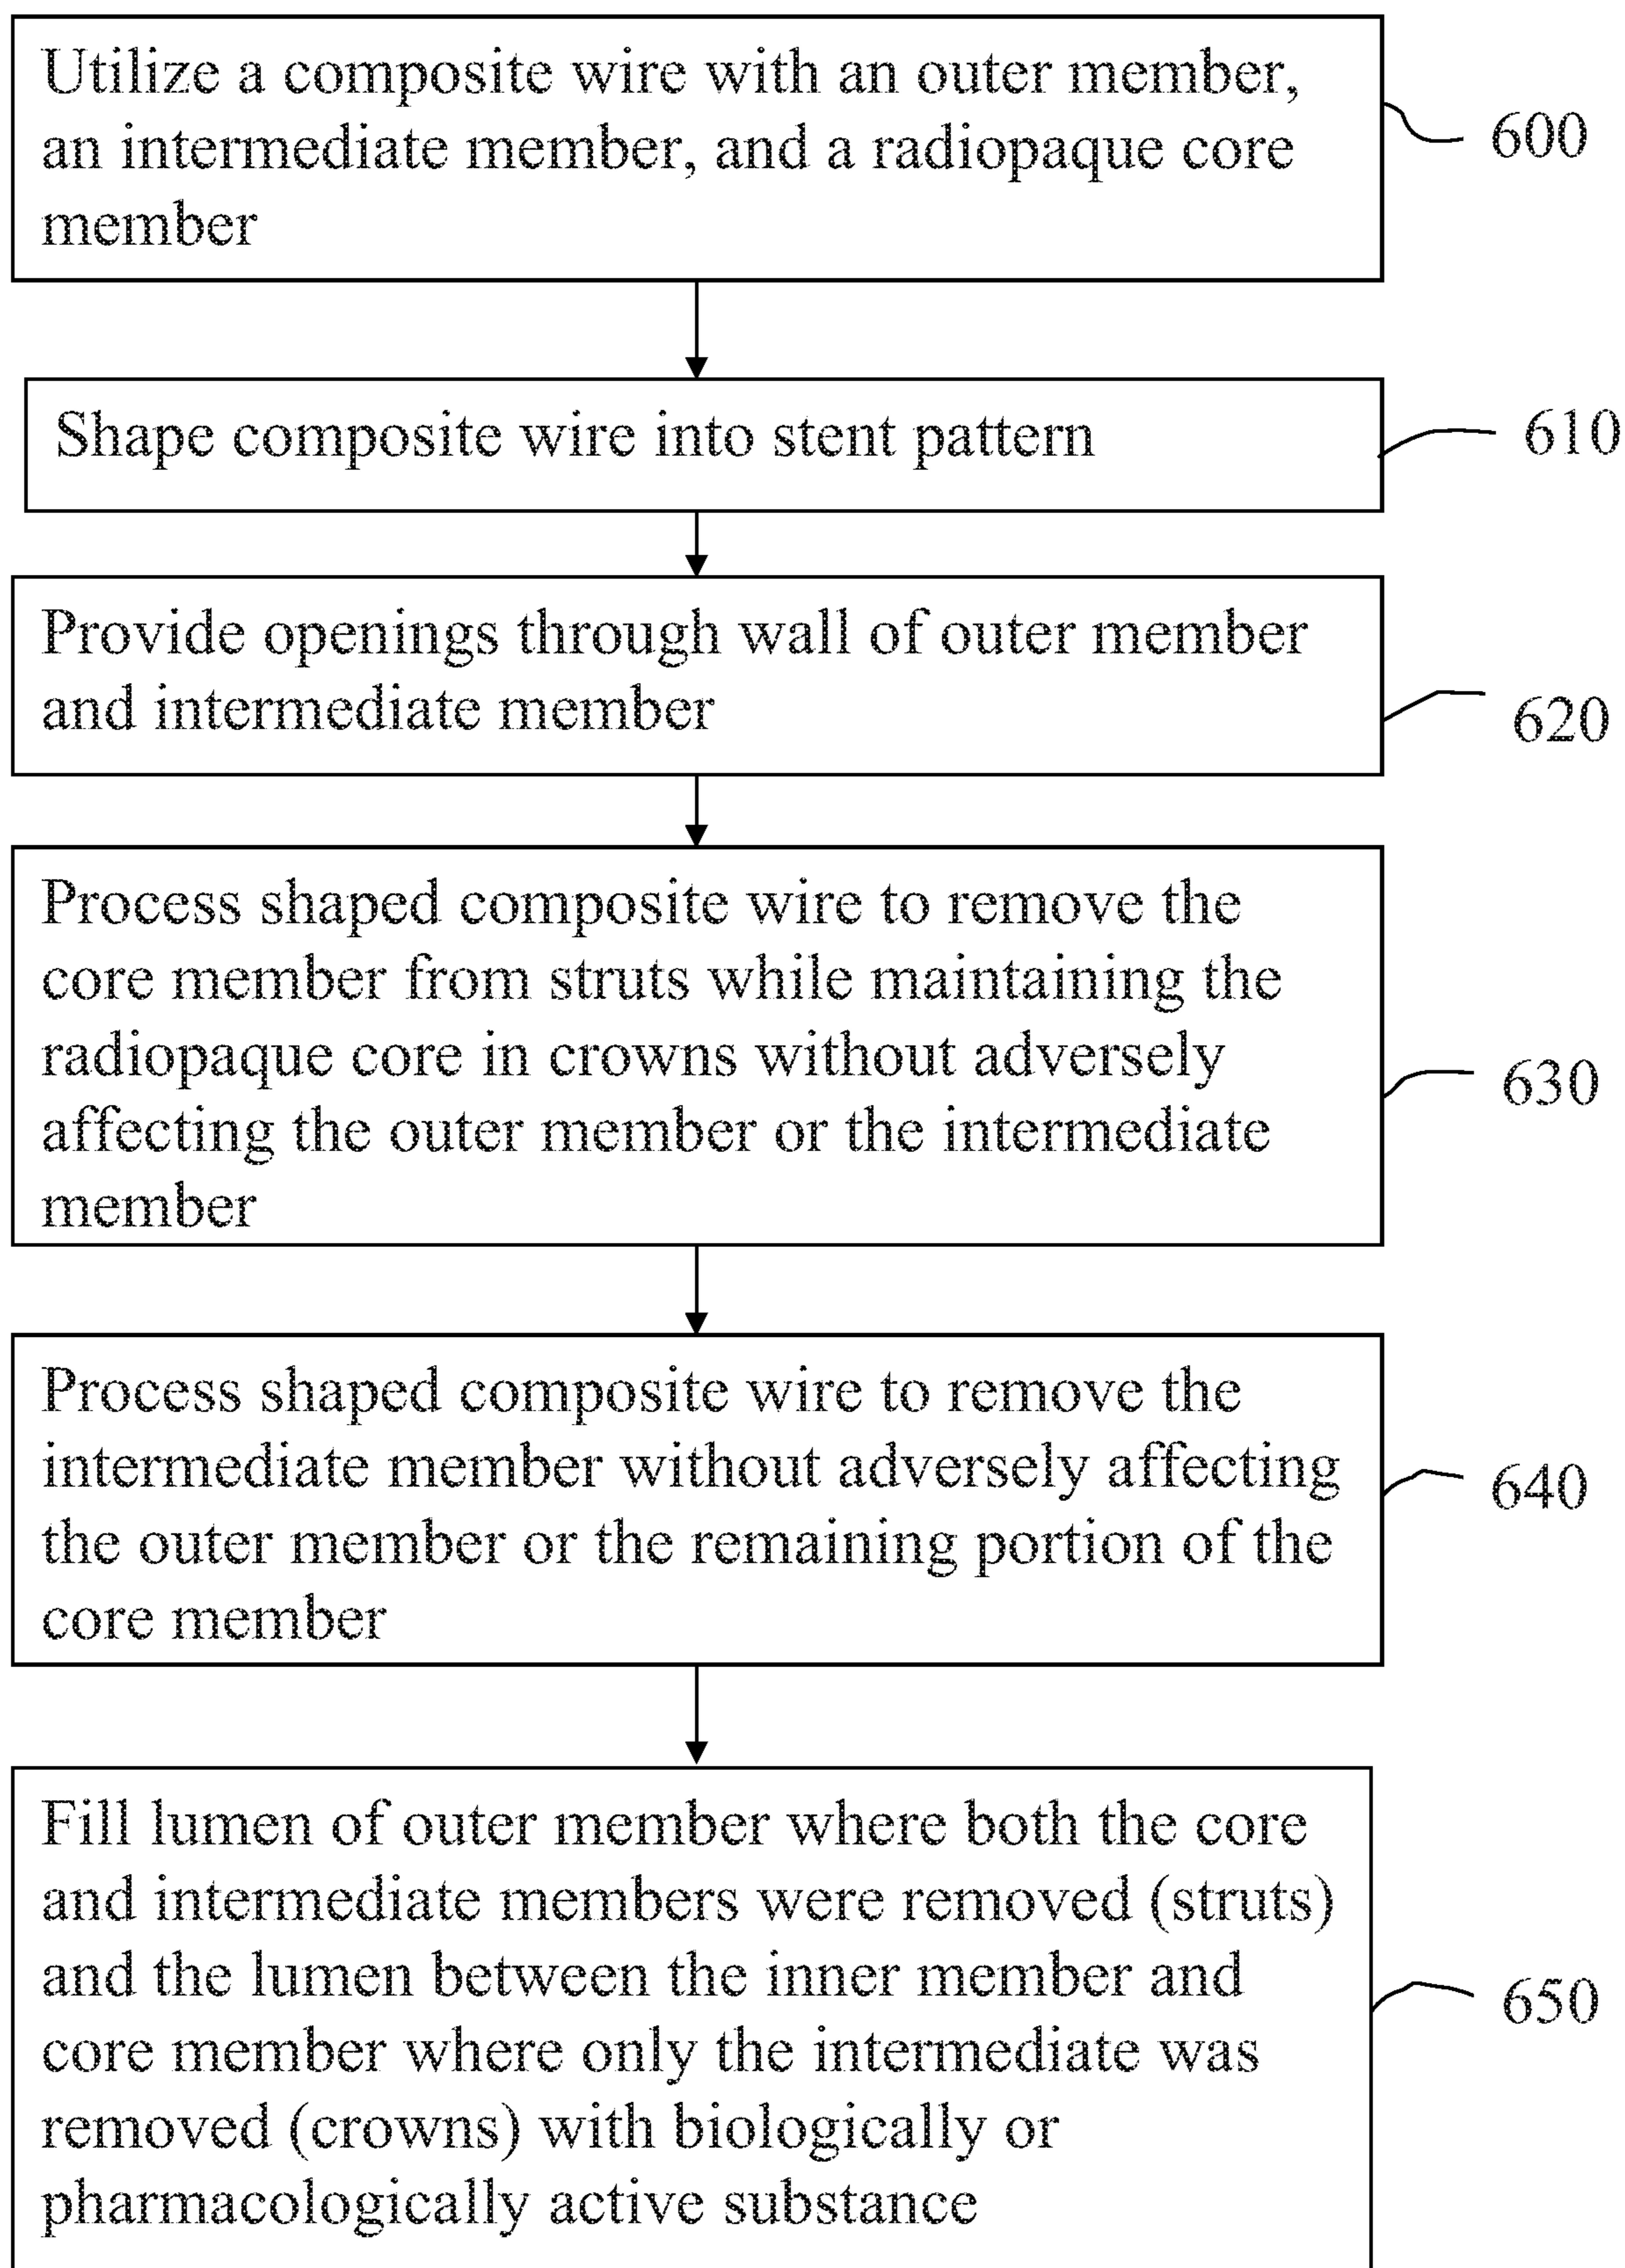 Utilize a composite wire with an outer member,
an intermediate member, and a radiopaque core
member
600
Shape composite wire into stent pattern
610
Provide openings through wall of outer member
and intermediate member
620
Process shaped composite wire to remove the
core member from struts while maintaining the
radiopaque core in crowns without adversely
affecting the outer member or the intermediate
member
630
Process shaped composite wire to remove the
intermediate member without adversely affecting
the outer member or the remaining portion of the
core member
640
Fill lumen of outer member where both the core
and intermediate members were removed (struts)
and the lumen between the inner member and
core member where only the intermediate was
removed (crowns) with biologically or
pharmacologically active substance
650